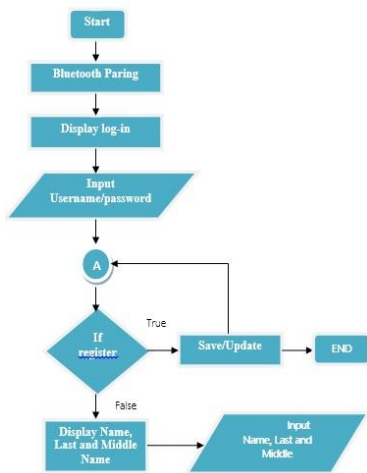 Start
Bluetooth Paring
Display log-in
Input
Username/password
A
If
register
True
Save/Update
END
False
Display Name,
Last and Middle
Name
Input
Name, Last and
Middle